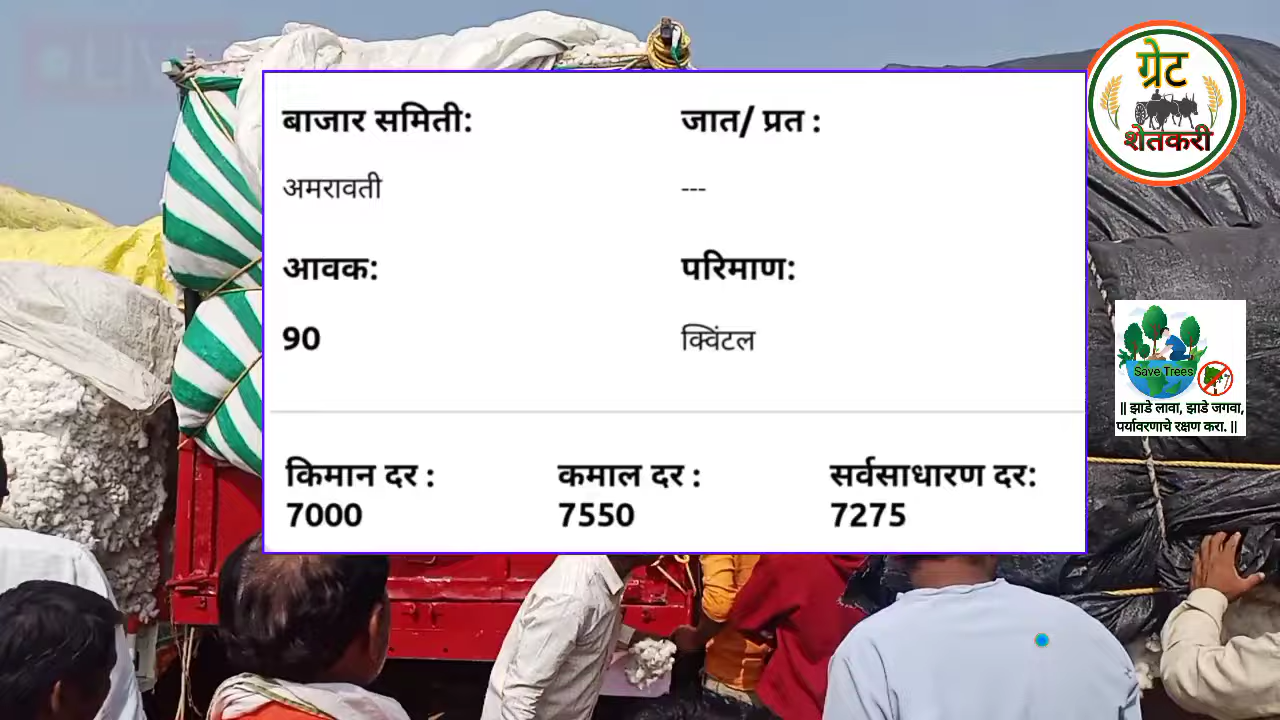 बाजार समिती:
जात/ प्रत :
अमरावती
---
आवक:
परिमाण:
90
क्विंटल
किमान दर :
कमाल दर :
सर्वसाधारण दर:
7000
7550
7275
ग्रेट
शेतकरी
Save Trees
|| झाडे लावा, झाडे जगवा,
पर्यावरणाचे रक्षण करा. ||